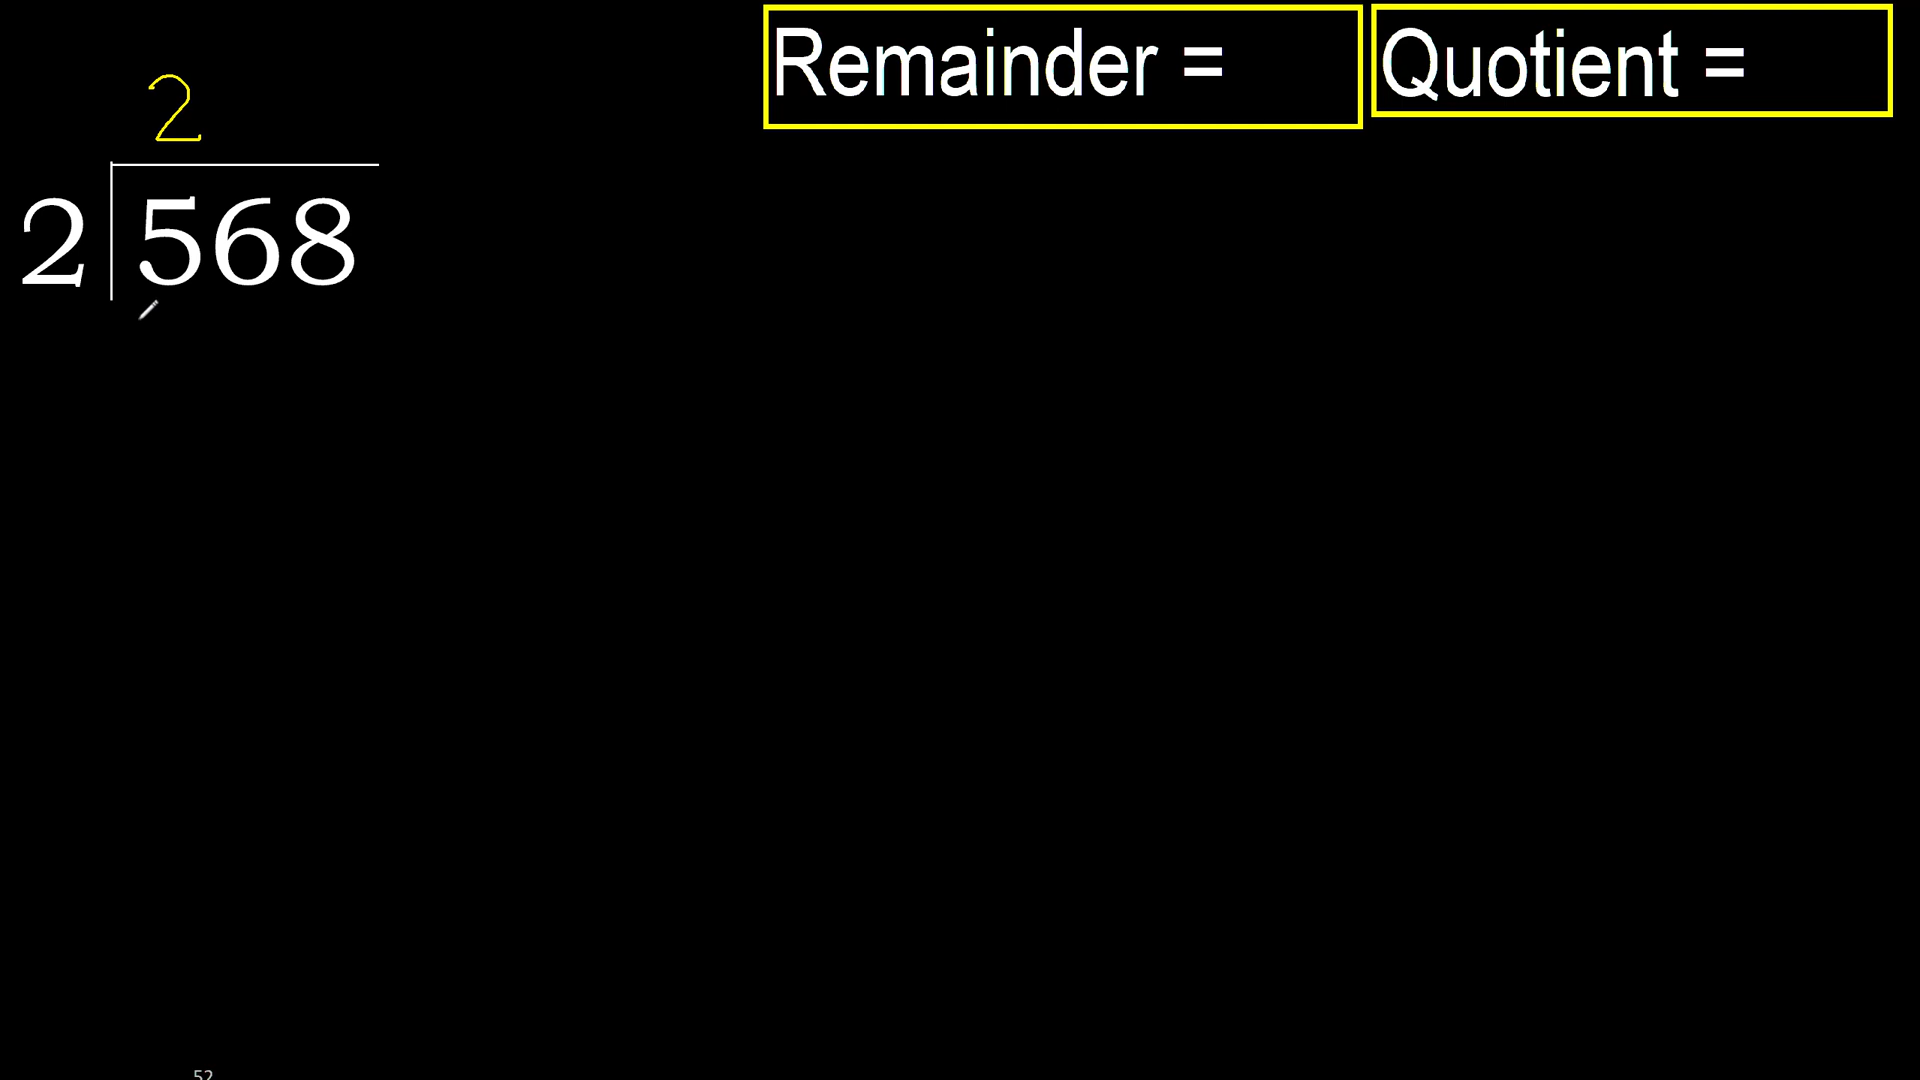 Remainder = Quotient =
2
2 568
52